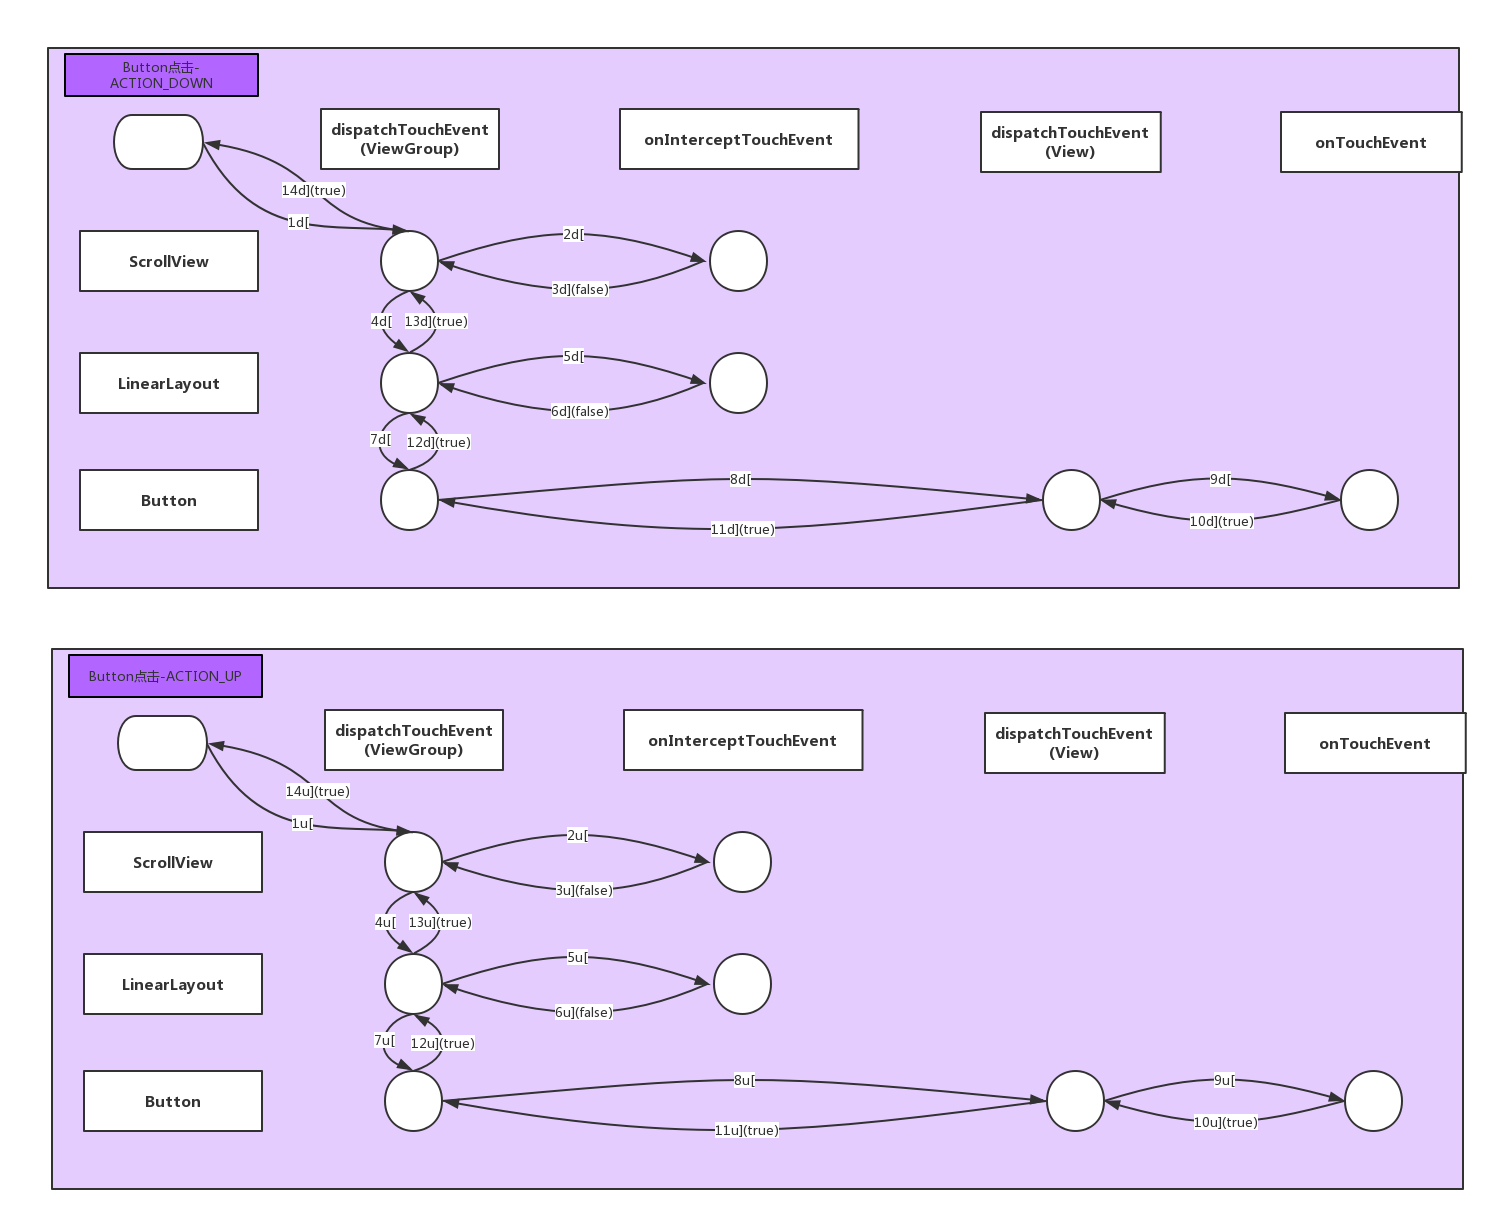 Button点击-
ACTION_DOWN
dispatchTouchEvent
(ViewGroup)
onInterceptTouchEvent
dispatchTouchEvent
(View)
onTouchEvent
14d](true)
1d[
ScrollView
2d[
3d](false)
4d[
13d](true)
LinearLayout
5d[
6d](false)
7d[
12d](true)
Button
8d[
11d](true)
9d[
10d](true)
Button点击-ACTION_UP
dispatchTouchEvent
(ViewGroup)
onInterceptTouchEvent
dispatchTouchEvent
(View)
onTouchEvent
14u](true)
1u[
ScrollView
2u[
3u](false)
4u[
13u](true)
LinearLayout
5u[
6u](false)
7u[
12u](true)
Button
8u[
11u](true)
9u[
10u](true)